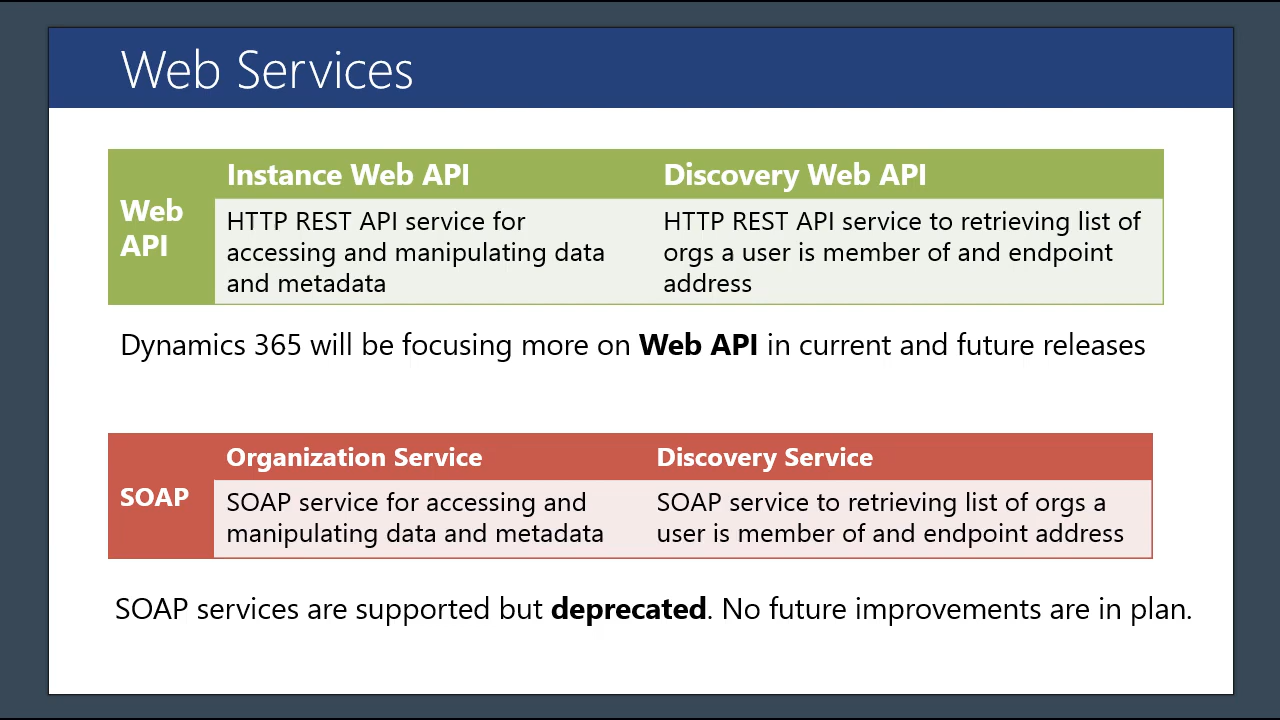 Web Services
Web
API
Instance Web API
HTTP REST API service for
accessing and manipulating data
and metadata
Discovery Web API
HTTP REST API service to retrieving list of
orgs a user is member of and endpoint
address
Dynamics 365 will be focusing more on Web API in current and future releases
SOAP
Organization Service
SOAP service for accessing and
manipulating data and metadata
Discovery Service
SOAP service to retrieving list of orgs a
user is member of and endpoint address
SOAP services are supported but deprecated. No future improvements are in plan.